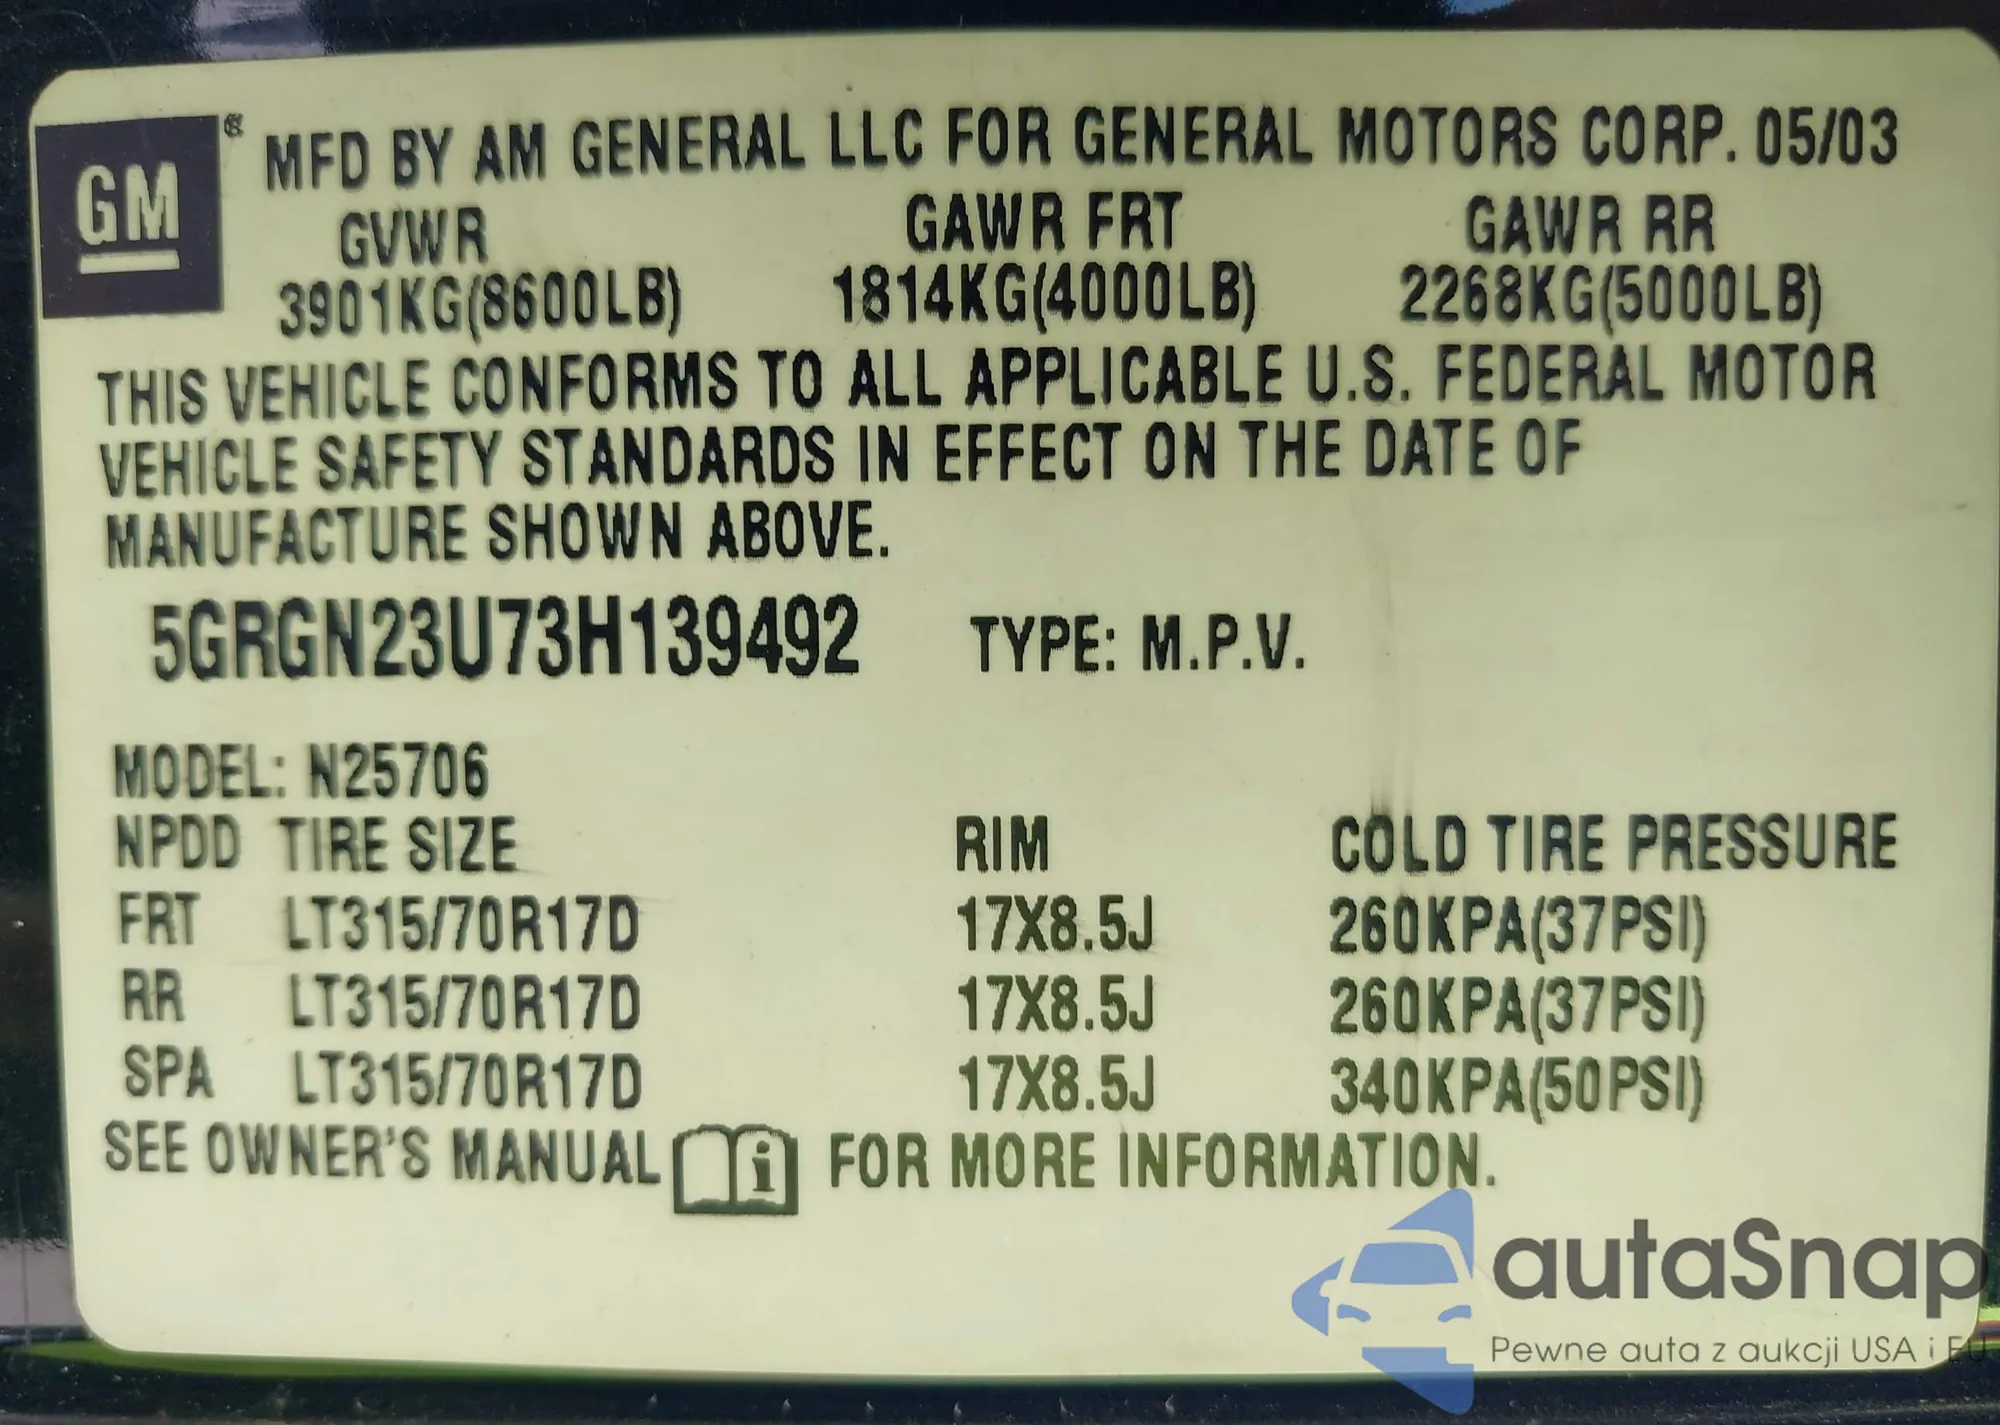 GM
MFD BY AM GENERAL LLC FOR GENERAL MOTORS CORP. 05/03
GVWR GAWR FRT GAWR RR
3901KG(8600LB) 1814KG(4000LB) 2268KG(5000LB)
THIS VEHICLE CONFORMS TO ALL APPLICABLE U.S. FEDERAL MOTOR
VEHICLE SAFETY STANDARDS IN EFFECT ON THE DATE OF
MANUFACTURE SHOWN ABOVE.
5GRGN23U73H139492 TYPE: M.P.V.
MODEL: N25706
NPDD TIRE SIZE RIM COLD TIRE PRESSURE
FRT LT315/70R17D 17X8.5J 260KPA(37PSI)
RR LT315/70R17D 17X8.5J 260KPA(37PSI)
SPA LT315/70R17D 17X8.5J 340KPA(50PSI)
SEE OWNER'S MANUAL i FOR MORE INFORMATION.
autaSnap
Pewne auta z aukcji USA i EU